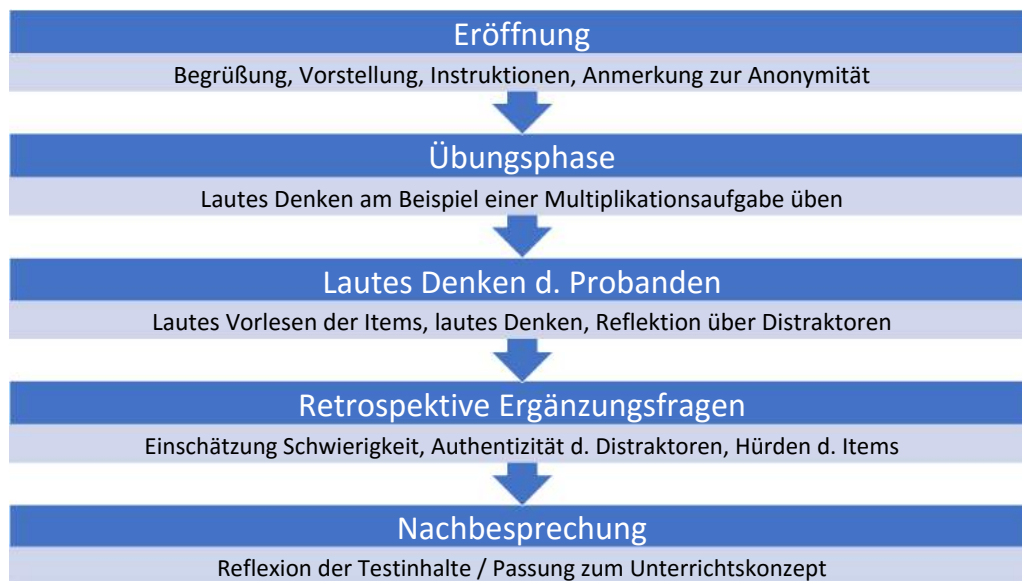 Eröffnung
Begrüßung, Vorstellung, Instruktionen, Anmerkung zur Anonymität
Übungsphase
Lautes Denken am Beispiel einer Multiplikationsaufgabe üben
Lautes Denken d. Probanden
Lautes Vorlesen der Items, lautes Denken, Reflektion über Distraktoren
Retrospektive Ergänzungsfragen
Einschätzung Schwierigkeit, Authentizität d. Distraktoren, Hürden d. Items
Nachbesprechung
Reflexion der Testinhalte / Passung zum Unterrichtskonzept